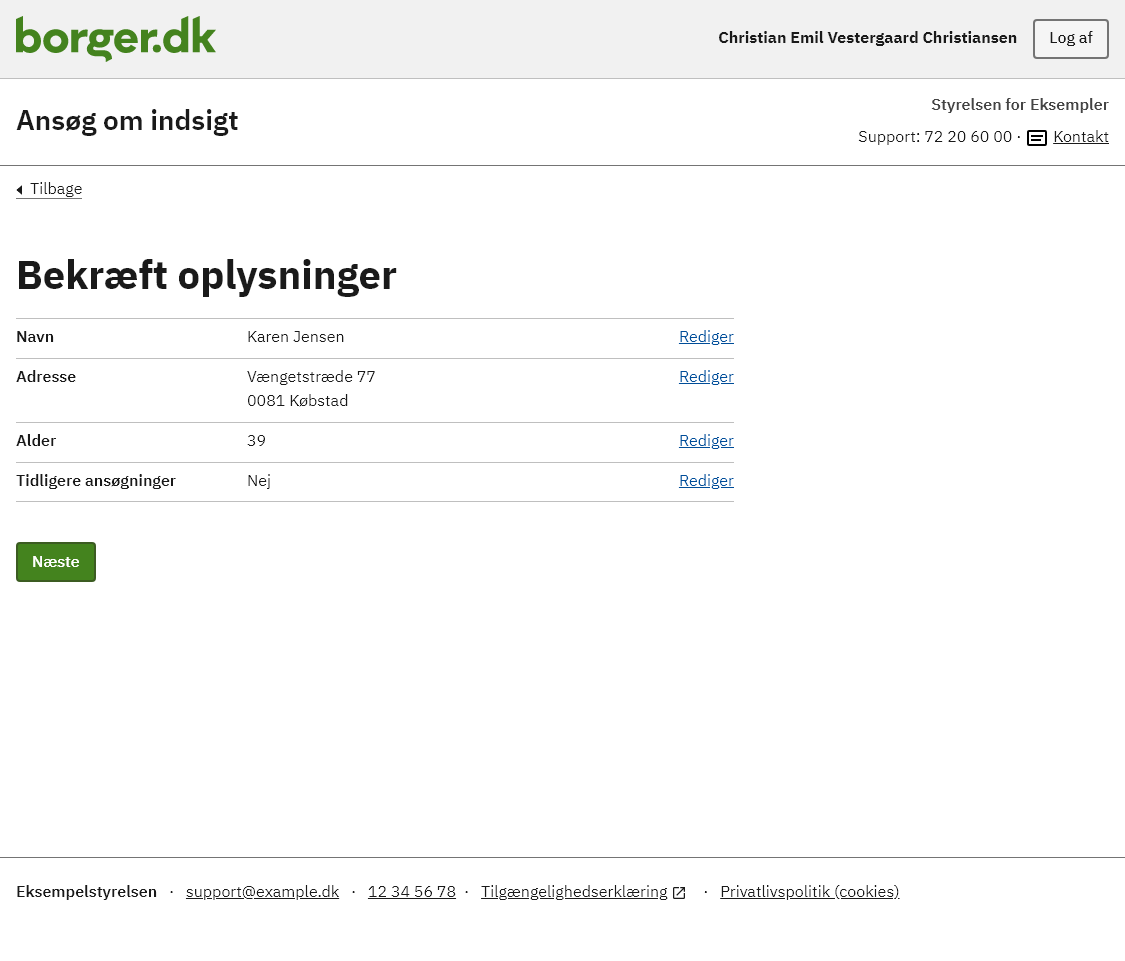 borger.dk
Christian Emil Vestergaard Christiansen Log af
Ansøg om indsigt
Styrelsen for Eksempler
Support: 72 20 60 00 · Kontakt
Tilbage
Bekræft oplysninger
Navn Karen Jensen Rediger
Adresse Vængetstræde 77 Rediger
0081 Købstad
Alder 39 Rediger
Tidligere ansøgninger Nej Rediger
Næste
Eksempelstyrelsen · support@example.dk · 12 34 56 78 · Tilgængelighedserklæring · Privatlivspolitik (cookies)